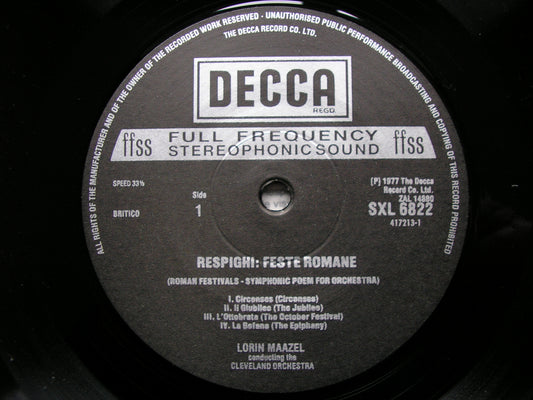 ALL RIGHTS OF THE MANUFACTURER AND OF THE OWNER OF THE RECORDED WORK RESERVED - UNAUTHORISED PUBLIC PERFORMANCE BROADCASTING AND COPYING OF THIS RECORD PROHIBITED
THE DECCA RECORD CO. LTD.
DECCA
REGD.
ffss FULL FREQUENCY ffss
STEREOPHONIC SOUND
SPEED 33⅓
Side
1
BRITICO
(P) 1977 The Decca
Record Co. Ltd.
ZAL 14880
SXL 6822
417213-1
RESPIGHI: FESTE ROMANE
(ROMAN FESTIVALS - SYMPHONIC POEM FOR ORCHESTRA)
I. Circenses (Circenses)
II. Il Giubileo (The Jubilee)
III. L'Ottobrata (The October Festival)
IV. La Befana (The Epiphany)
LORIN MAAZEL
conducting the
CLEVELAND ORCHESTRA